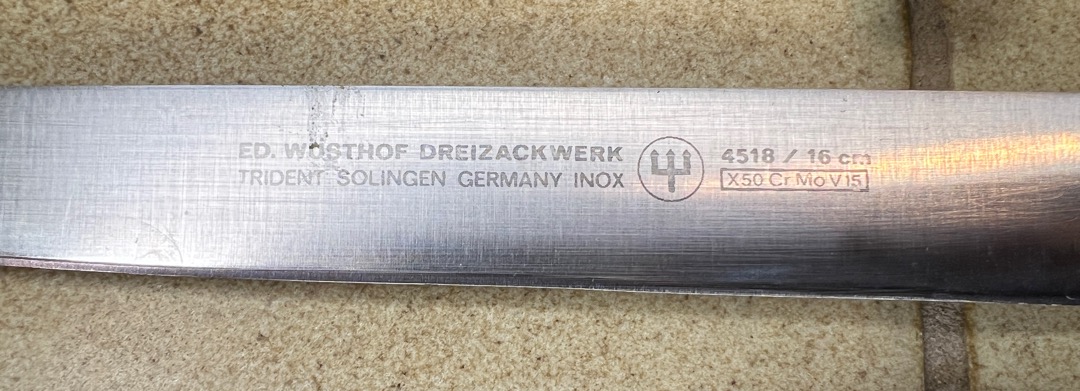 ED. WÜSTHOF DREIZACKWERK
TRIDENT SOLINGEN GERMANY INOX
4518 / 16 cm
X50 Cr Mo V15